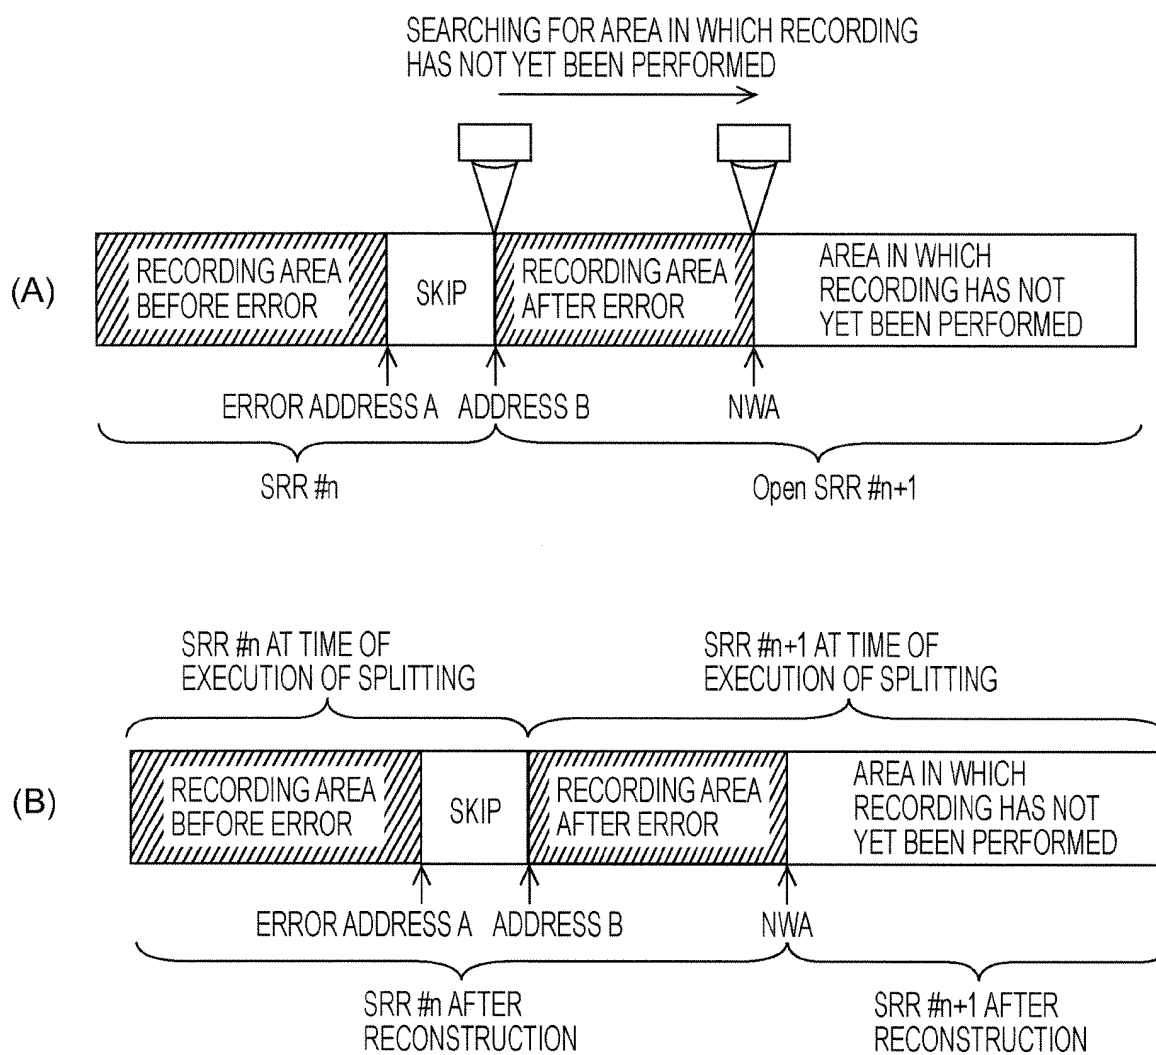 SEARCHING FOR AREA IN WHICH RECORDING
HAS NOT YET BEEN PERFORMED
(A)
RECORDING AREA
BEFORE ERROR
SKIP
RECORDING AREA
AFTER ERROR
AREA IN WHICH
RECORDING HAS NOT
YET BEEN PERFORMED
ERROR ADDRESS A
ADDRESS B
NWA
SRR #n
Open SRR #n+1
SRR #n AT TIME OF
EXECUTION OF SPLITTING
SRR #n+1 AT TIME OF
EXECUTION OF SPLITTING
(B)
RECORDING AREA
BEFORE ERROR
SKIP
RECORDING AREA
AFTER ERROR
AREA IN WHICH
RECORDING HAS NOT
YET BEEN PERFORMED
ERROR ADDRESS A
ADDRESS B
NWA
SRR #n AFTER
RECONSTRUCTION
SRR #n+1 AFTER
RECONSTRUCTION